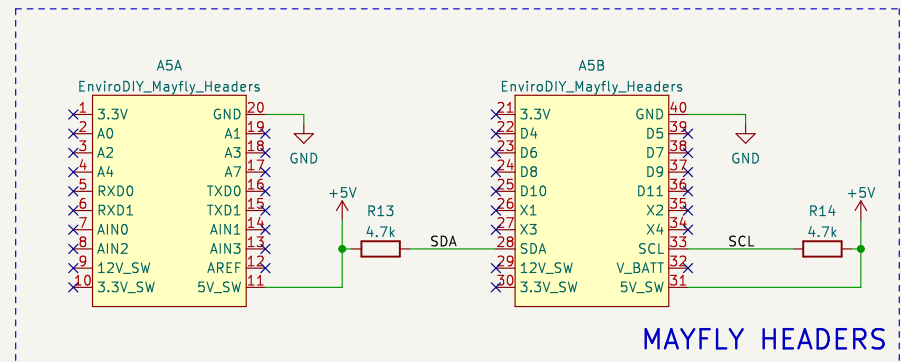 A5A
EnviroDIY_Mayfly_Headers
1 3.3V GND 20
2 A0 A1 19
3 A2 A3 18
4 A4 A7 17
5 RXD0 TXD0 16
6 RXD1 TXD1 15
7 AIN0 AIN1 14
8 AIN2 AIN3 13
9 12V_SW AREF 12
10 3.3V_SW 5V_SW 11
GND
+5V
R13
4.7k
SDA
A5B
EnviroDIY_Mayfly_Headers
21 3.3V GND 40
22 D4 D5 39
23 D6 D7 38
24 D8 D9 37
25 D10 D11 36
26 X1 X2 35
27 X3 X4 34
28 SDA SCL 33
29 12V_SW V_BATT 32
30 3.3V_SW 5V_SW 31
GND
SCL
R14
4.7k
+5V
MAYFLY HEADERS